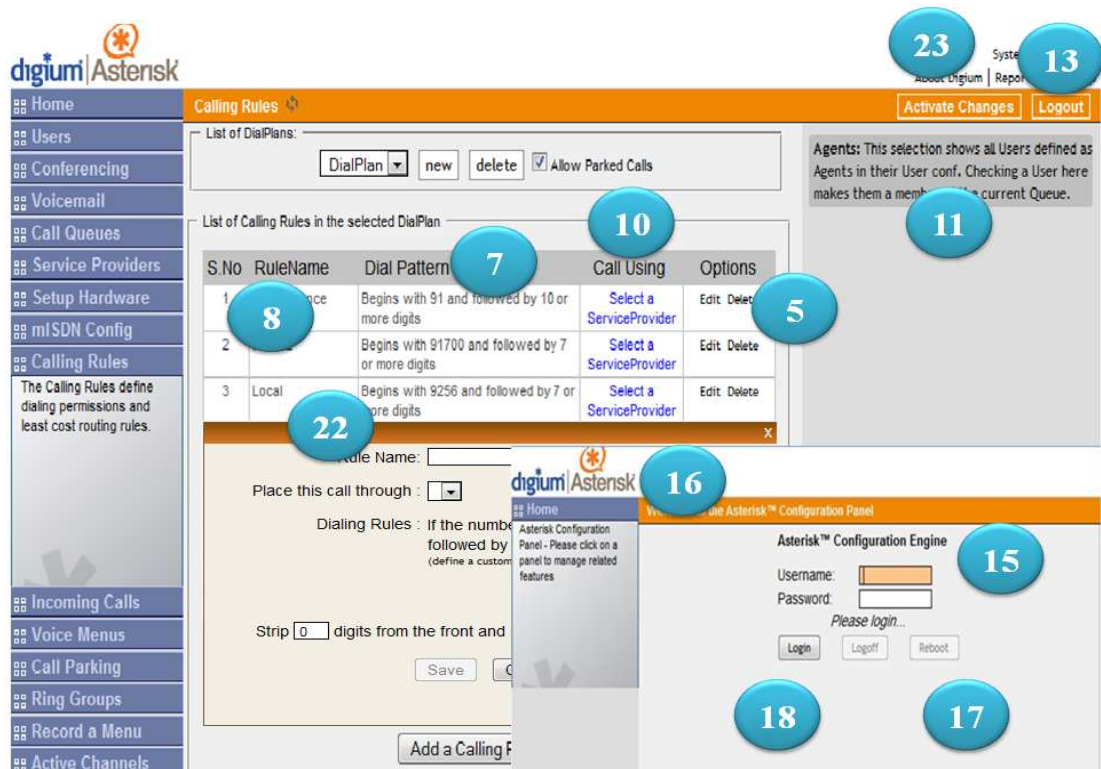 digium Asterisk
23
13
About Digium
Home
Calling Rules
Activate Changes
Logout
Users
Conferencing
Voicemail
Call Queues
Service Providers
Setup Hardware
mISDN Config
Calling Rules
The Calling Rules define
dialing permissions and
least cost routing rules.
Incoming Calls
Voice Menus
Call Parking
Ring Groups
Record a Menu
Active Channels
List of DialPlans:
DialPlan new delete Allow Parked Calls
Agents: This selection shows all Users defined as
Agents in their User conf. Checking a User here
makes them a current Queue.
11
List of Calling Rules in the selected DialPlan
10
7
S.No RuleName Dial Pattern Call Using Options
1 Begins with 91 and followed by 10 or
more digits
Select a
ServiceProvider
Edit Delete
8
5
2 Begins with 91700 and followed by 7
or more digits
Select a
ServiceProvider
Edit Delete
3 Local Begins with 9256 and followed by 7 or
more digits
Select a
ServiceProvider
Edit Delete
22
X
Rule Name:
Place this call through :
Dialing Rules : If the
followed by
(define a custom
Strip 0 digits from the front and
Save
Add a Calling
digium Asterisk
16
Home
the Asterisk™ Configuration Panel
Asterisk Configuration
Panel - Please click on a
panel to manage related
features
Asterisk™ Configuration Engine
15
Username:
Password:
Please login...
Login Logoff Reboot
18
17